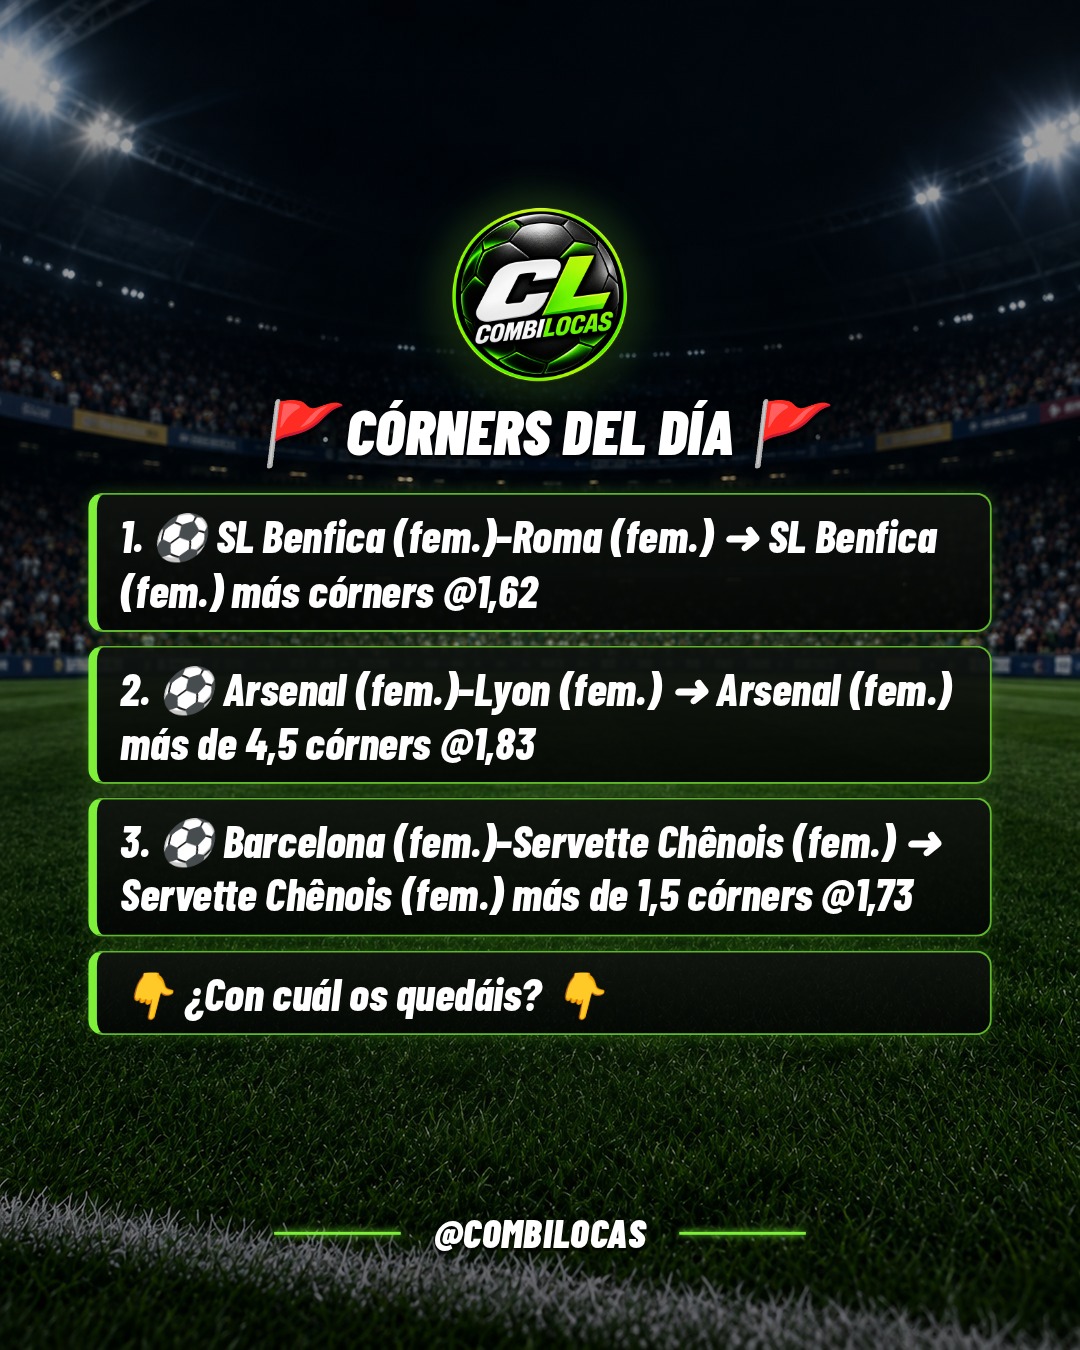 CL
COMBILOCAS
🚩 CÓRNERS DEL DÍA 🚩
1. ⚽ SL Benfica (fem.)-Roma (fem.) ➜ SL Benfica
(fem.) más córners @1,62
2. ⚽ Arsenal (fem.)-Lyon (fem.) ➜ Arsenal (fem.)
más de 4,5 córners @1,83
3. ⚽ Barcelona (fem.)-Servette Chênois (fem.) ➜
Servette Chênois (fem.) más de 1,5 córners @1,73
👇 ¿Con cuál os quedáis? 👇
@COMBILOCAS